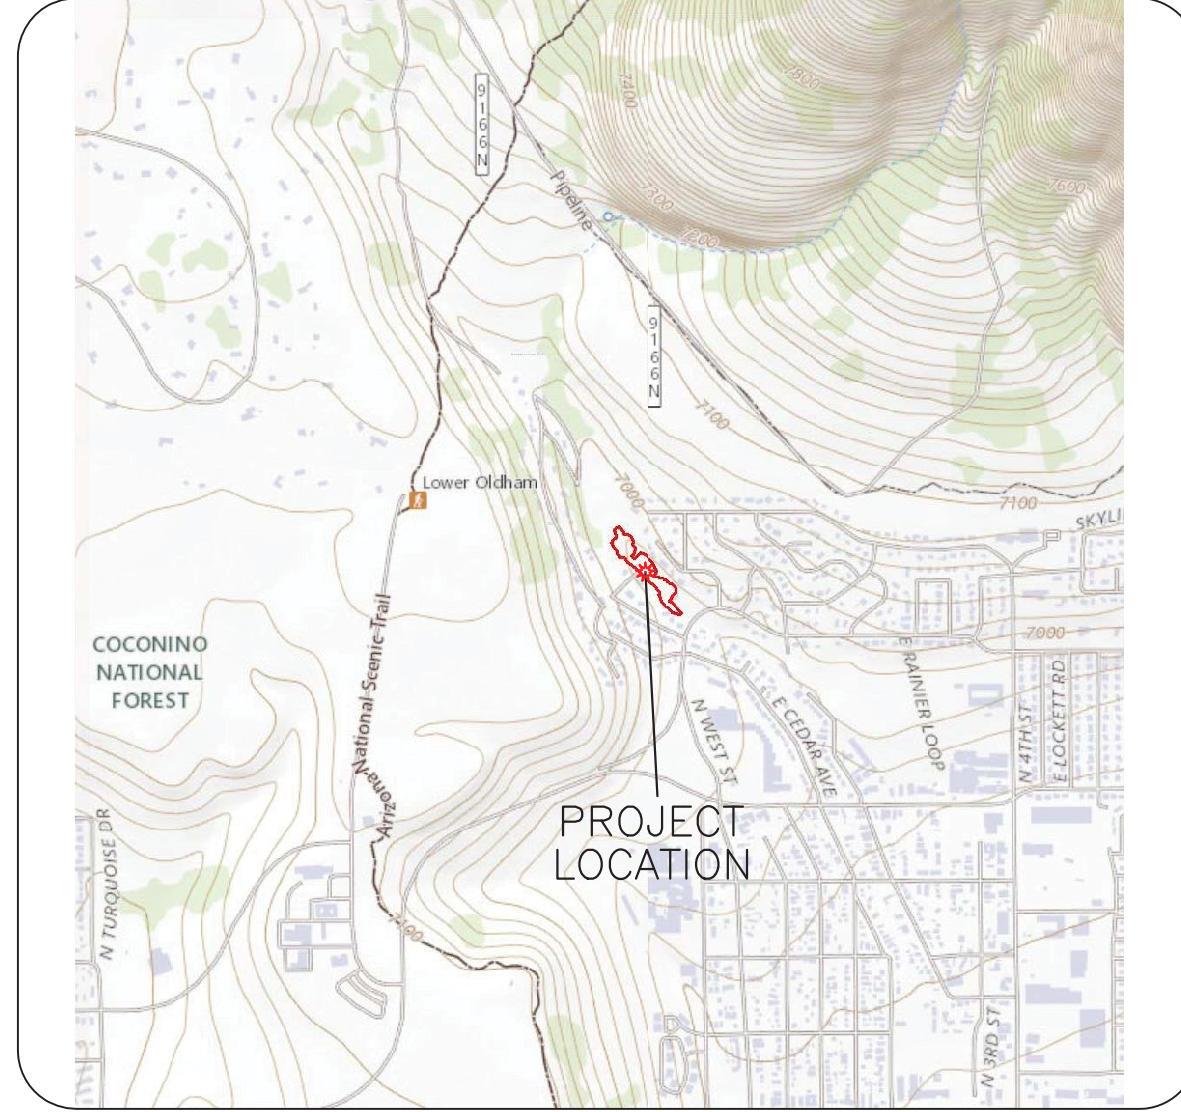 7400
7800
9166N
7600
Pipeline
7300
7200
9166N
7100
Lower Oldham
7000
7100
SKYLI
COCONINO
NATIONAL
FOREST
7000
E RAINIER LOOP
Arizona National Scenic Trail
N WEST ST
E CEDAR AVE
N 4TH ST
E LOCKETT RD
PROJECT
LOCATION
N TURQUOISE DR
7100
N 3RD ST